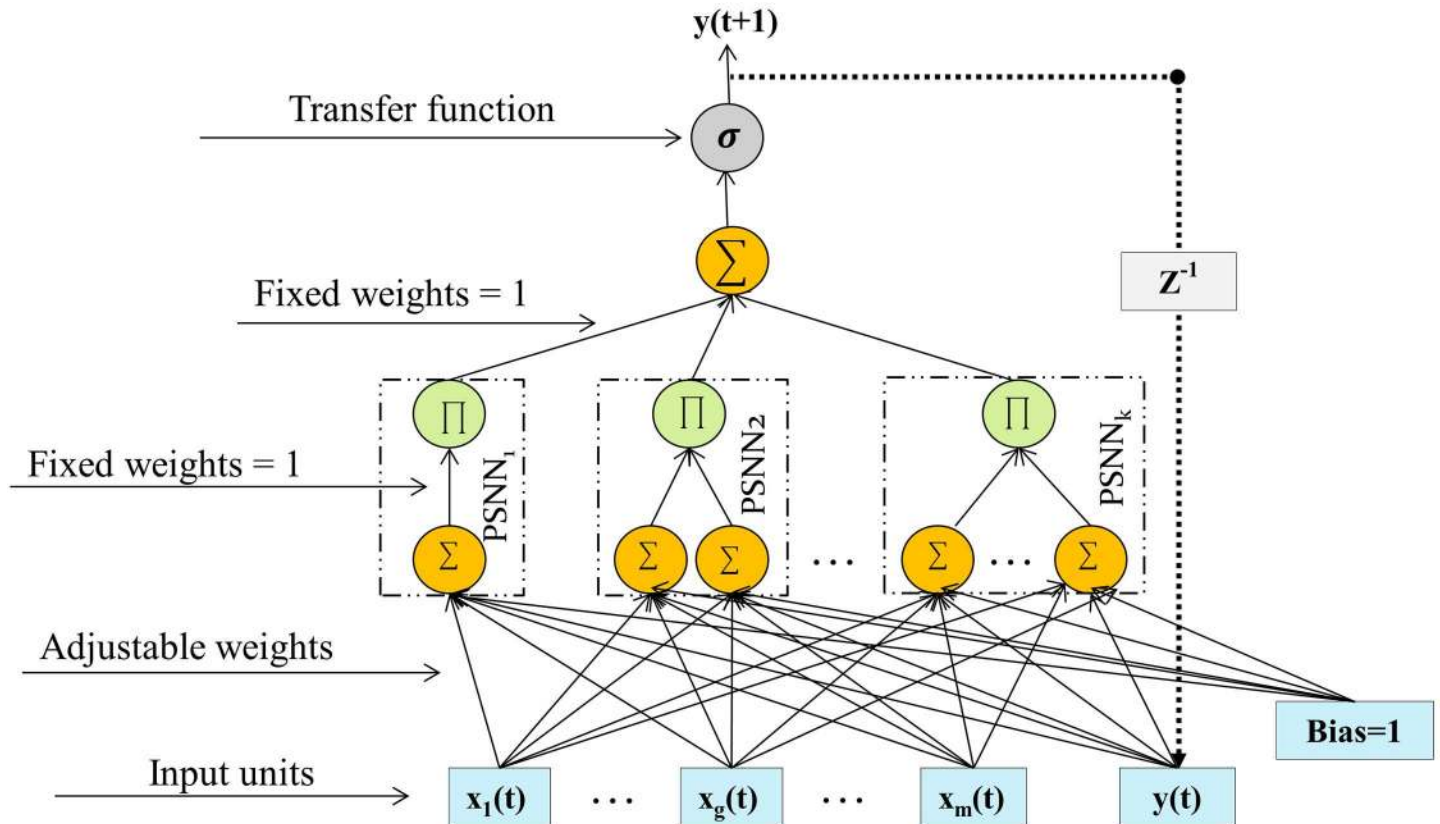 y(t+1)
Transfer function
σ
∑
Z⁻¹
Fixed weights = 1
∏ ∏ ∏
PSNN₁ PSNN₂ PSNNₖ
Fixed weights = 1
∑ ∑ ∑ ... ∑ ... ∑
Adjustable weights
Bias=1
Input units
x₁(t) ... x_g(t) ... xₘ(t) y(t)